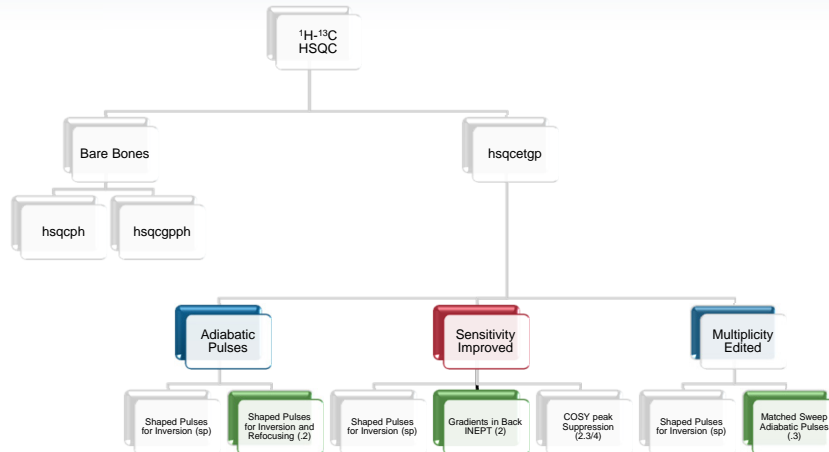 ¹H-¹³C
HSQC
Bare Bones
hsqcetgp
hsqcph
hsqcgpph
Adiabatic
Pulses
Sensitivity
Improved
Multiplicity
Edited
Shaped Pulses
for Inversion (sp)
Shaped Pulses
for Inversion and
Refocusing (.2)
Shaped Pulses
for Inversion (sp)
Gradients in Back
INEPT (2)
COSY peak
Suppression
(2.3/4)
Shaped Pulses
for Inversion (sp)
Matched Sweep
Adiabatic Pulses
(.3)